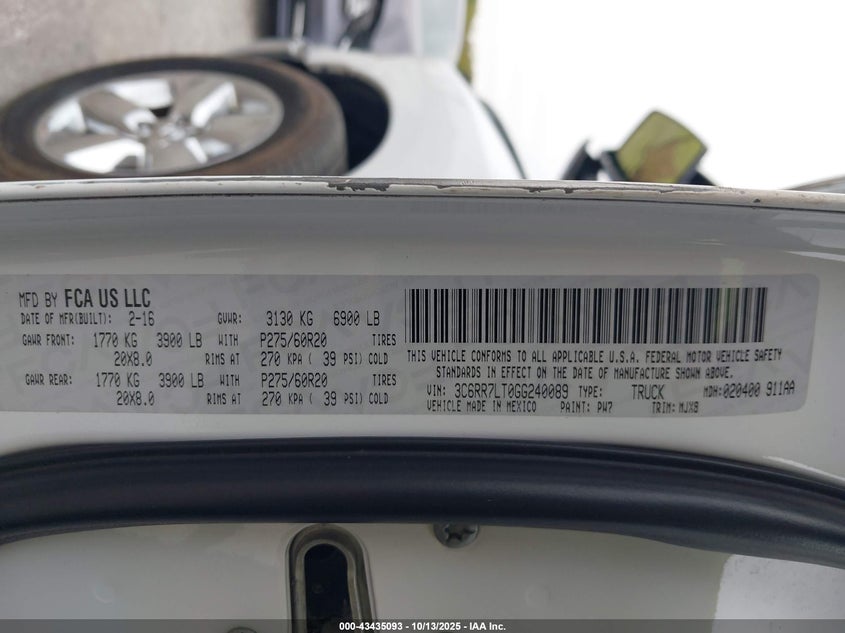 MFD BY FCA US LLC
DATE OF MFR(BUILT): 2-16 GVWR: 3130 KG 6900 LB
GAWR FRONT: 1770 KG 3900 LB WITH P275/60R20 TIRES
20X8.0 RIMS AT 270 KPA ( 39 PSI) COLD
GAWR REAR: 1770 KG 3900 LB WITH P275/60R20 TIRES
20X8.0 RIMS AT 270 KPA ( 39 PSI) COLD
THIS VEHICLE CONFORMS TO ALL APPLICABLE U.S.A. FEDERAL MOTOR VEHICLE SAFETY
STANDARDS IN EFFECT ON THE DATE OF MANUFACTURE SHOWN ABOVE.
VIN: 3C6RR7LT0GG240089 TYPE: TRUCK MDH:020400 911AA
VEHICLE MADE IN MEXICO PAINT: PW7 TRIM: MJX8
000-43435093 - 10/13/2025 - IAA Inc.